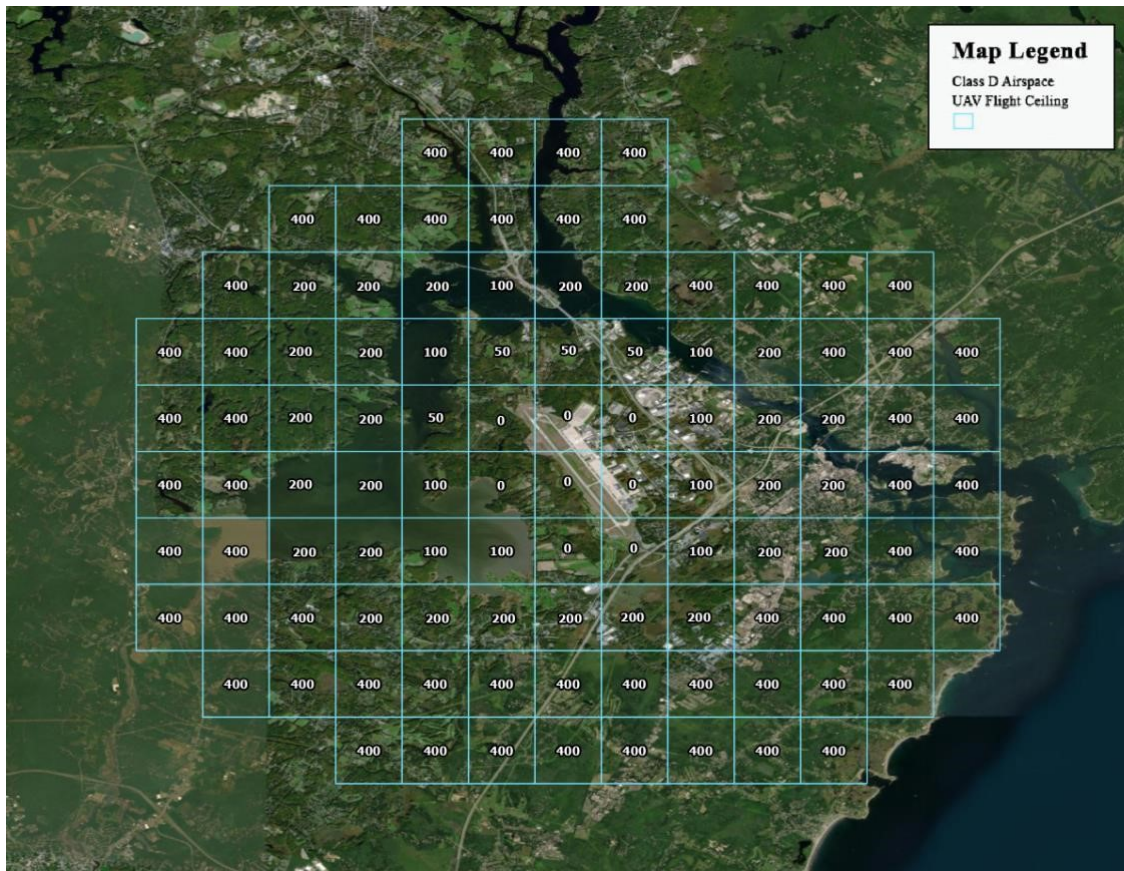 Map Legend
Class D Airspace
UAV Flight Ceiling
400 400 400 400
400 400 400 400 400 400
400 200 200 200 100 200 200 400 400 400 400
400 400 200 200 100 50 50 50 100 200 400 400 400
400 400 200 200 50 0 0 0 100 200 200 400 400
400 400 200 200 100 0 0 0 100 200 200 400 400
400 400 200 200 100 100 0 0 100 200 200 400 400
400 400 400 200 200 200 200 200 200 400 400 400 400
400 400 400 400 400 400 400 400 400 400 400
400 400 400 400 400 400 400 400